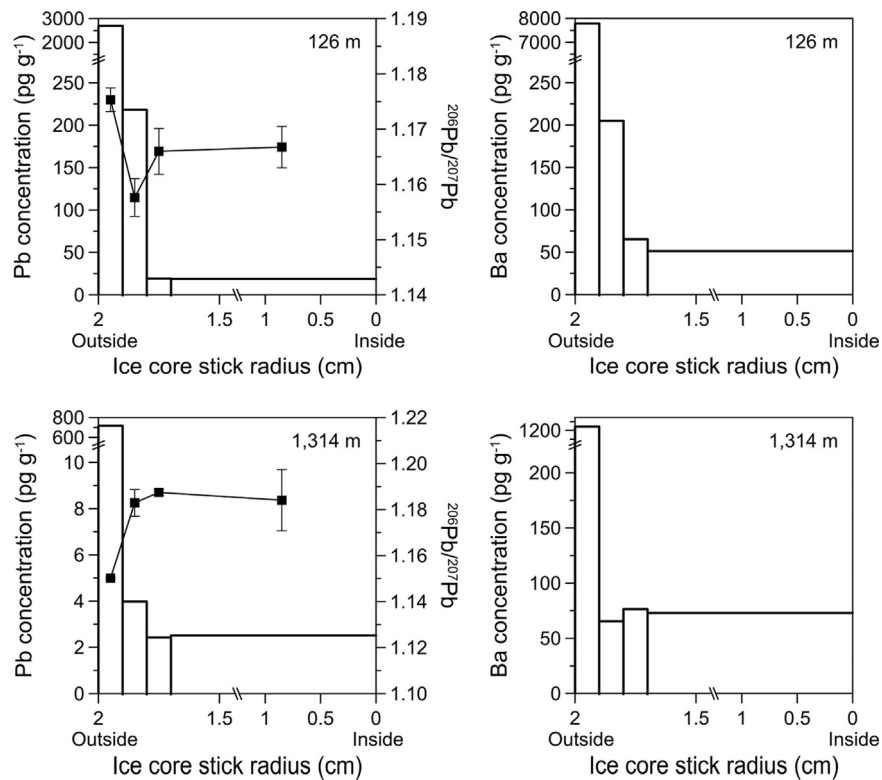 3000
2000
250
200
150
100
50
0
Pb concentration (pg g⁻¹)
126 m
1.19
1.18
1.17
1.16
1.15
1.14
²⁰⁶Pb/²⁰⁷Pb
2
1.5
1
0.5
0
Outside
Inside
Ice core stick radius (cm)
8000
7000
250
200
150
100
50
0
Ba concentration (pg g⁻¹)
126 m
2
1.5
1
0.5
0
Outside
Inside
Ice core stick radius (cm)
800
600
10
8
6
4
2
0
Pb concentration (pg g⁻¹)
1,314 m
1.22
1.20
1.18
1.16
1.14
1.12
1.10
²⁰⁶Pb/²⁰⁷Pb
2
1.5
1
0.5
0
Outside
Inside
Ice core stick radius (cm)
1200
200
150
100
50
0
Ba concentration (pg g⁻¹)
1,314 m
2
1.5
1
0.5
0
Outside
Inside
Ice core stick radius (cm)